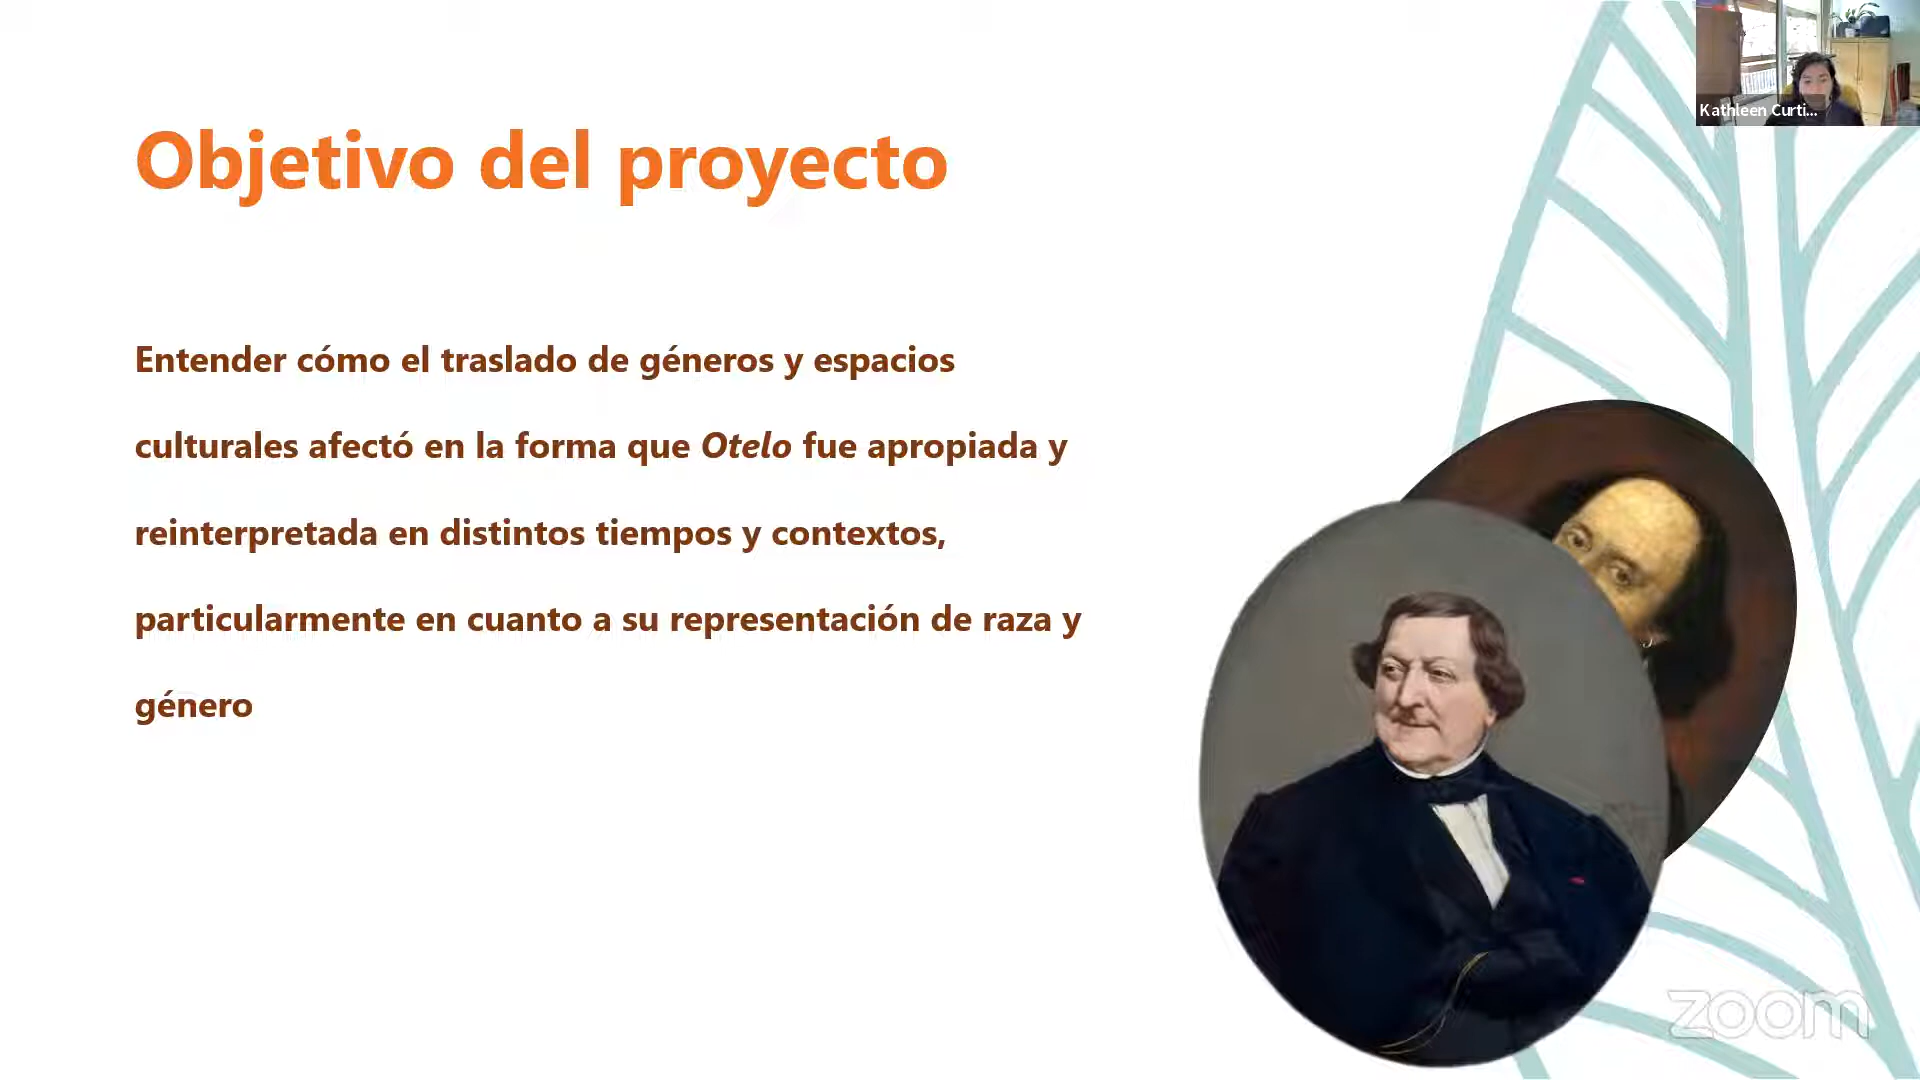 Kathleen Curti...
Objetivo del proyecto
Entender cómo el traslado de géneros y espacios
culturales afectó en la forma que Otelo fue apropiada y
reinterpretada en distintos tiempos y contextos,
particularmente en cuanto a su representación de raza y
género
zoom